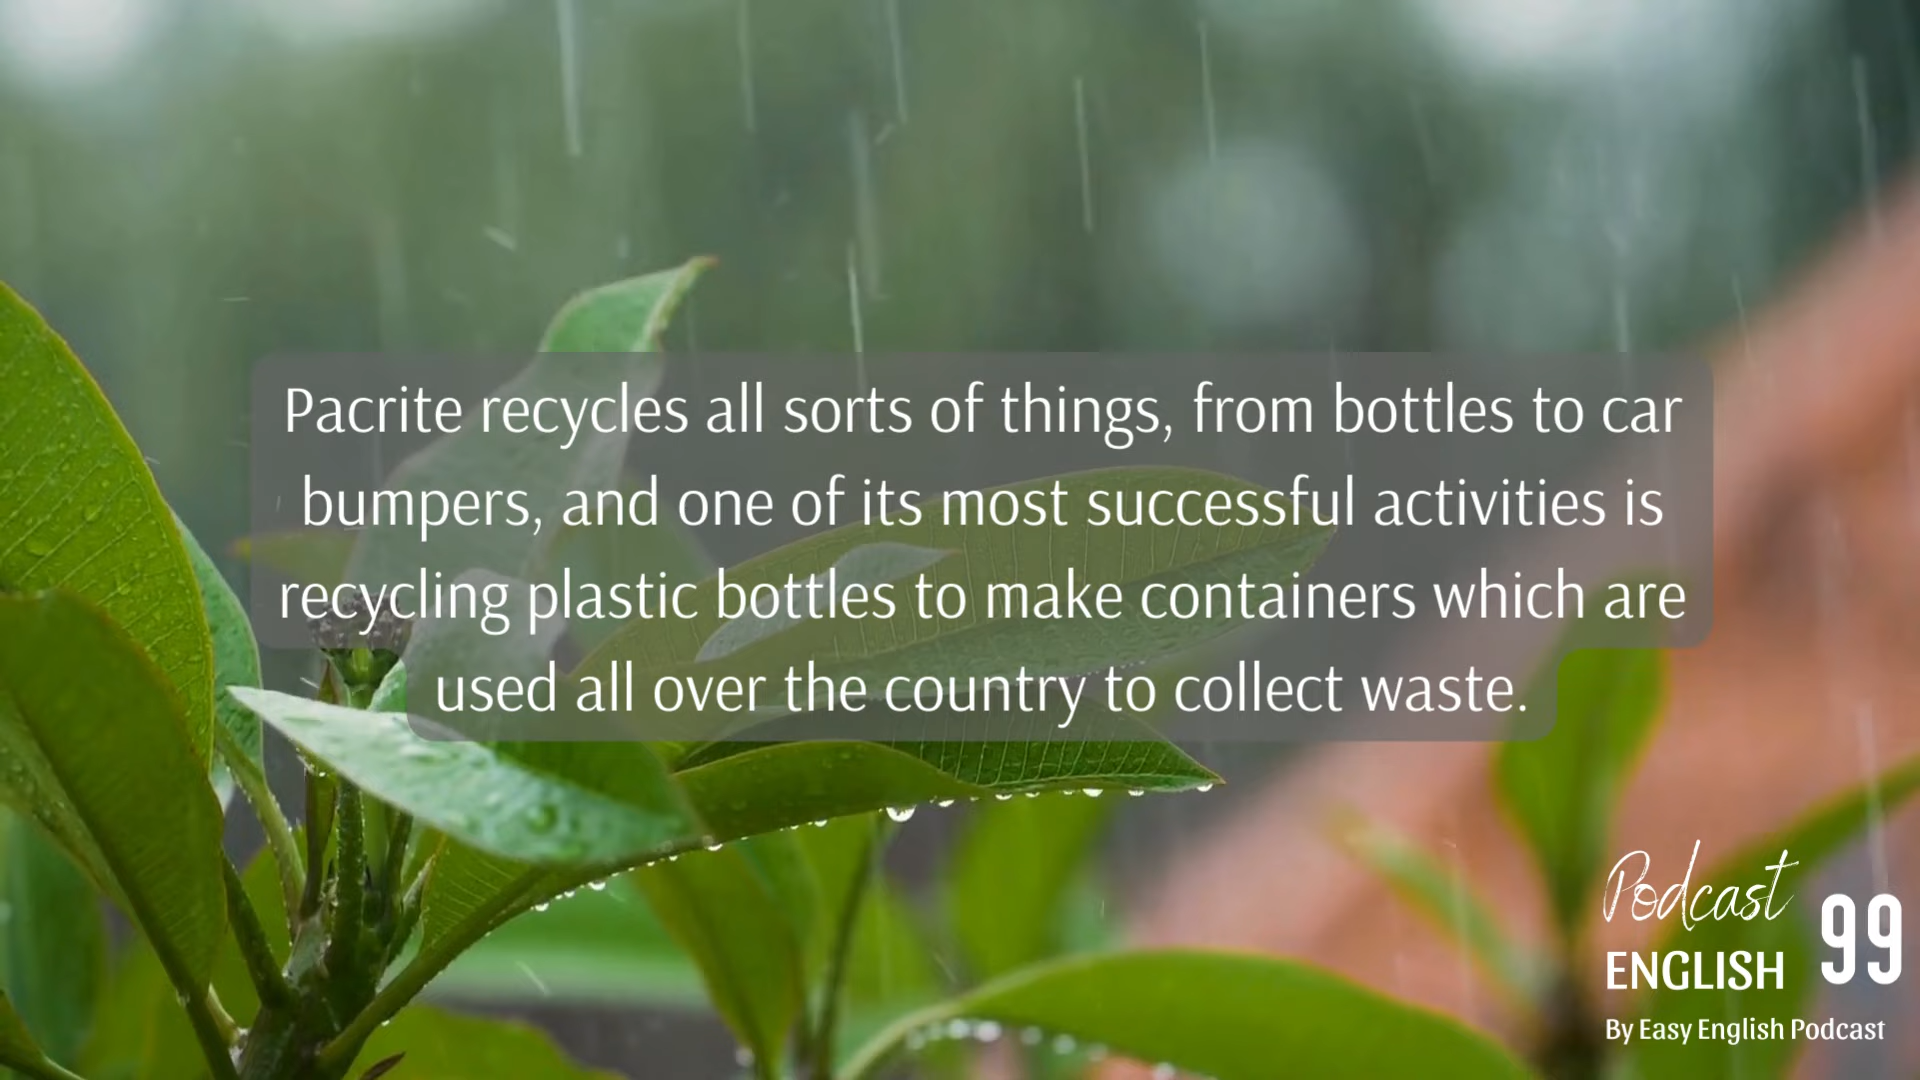 Pacrite recycles all sorts of things, from bottles to car
bumpers, and one of its most successful activities is
recycling plastic bottles to make containers which are
used all over the country to collect waste.
Podcast
ENGLISH 99
By Easy English Podcast